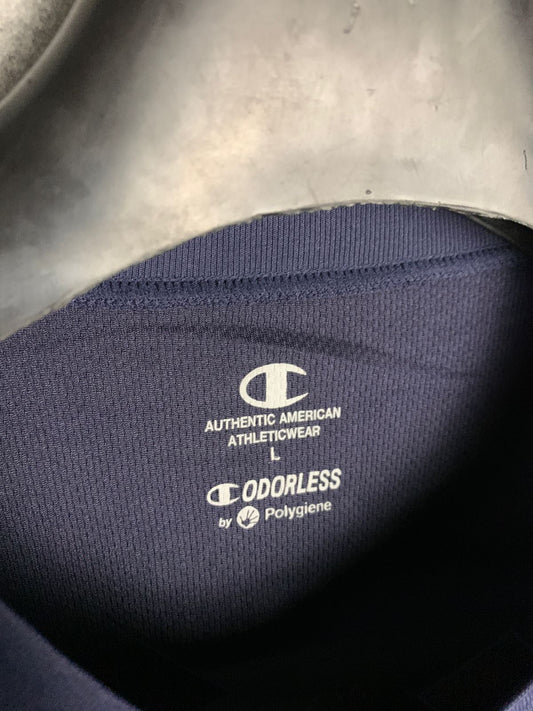 AUTHENTIC AMERICAN
ATHLETICWEAR
L
ODORLESS
by Polygiene